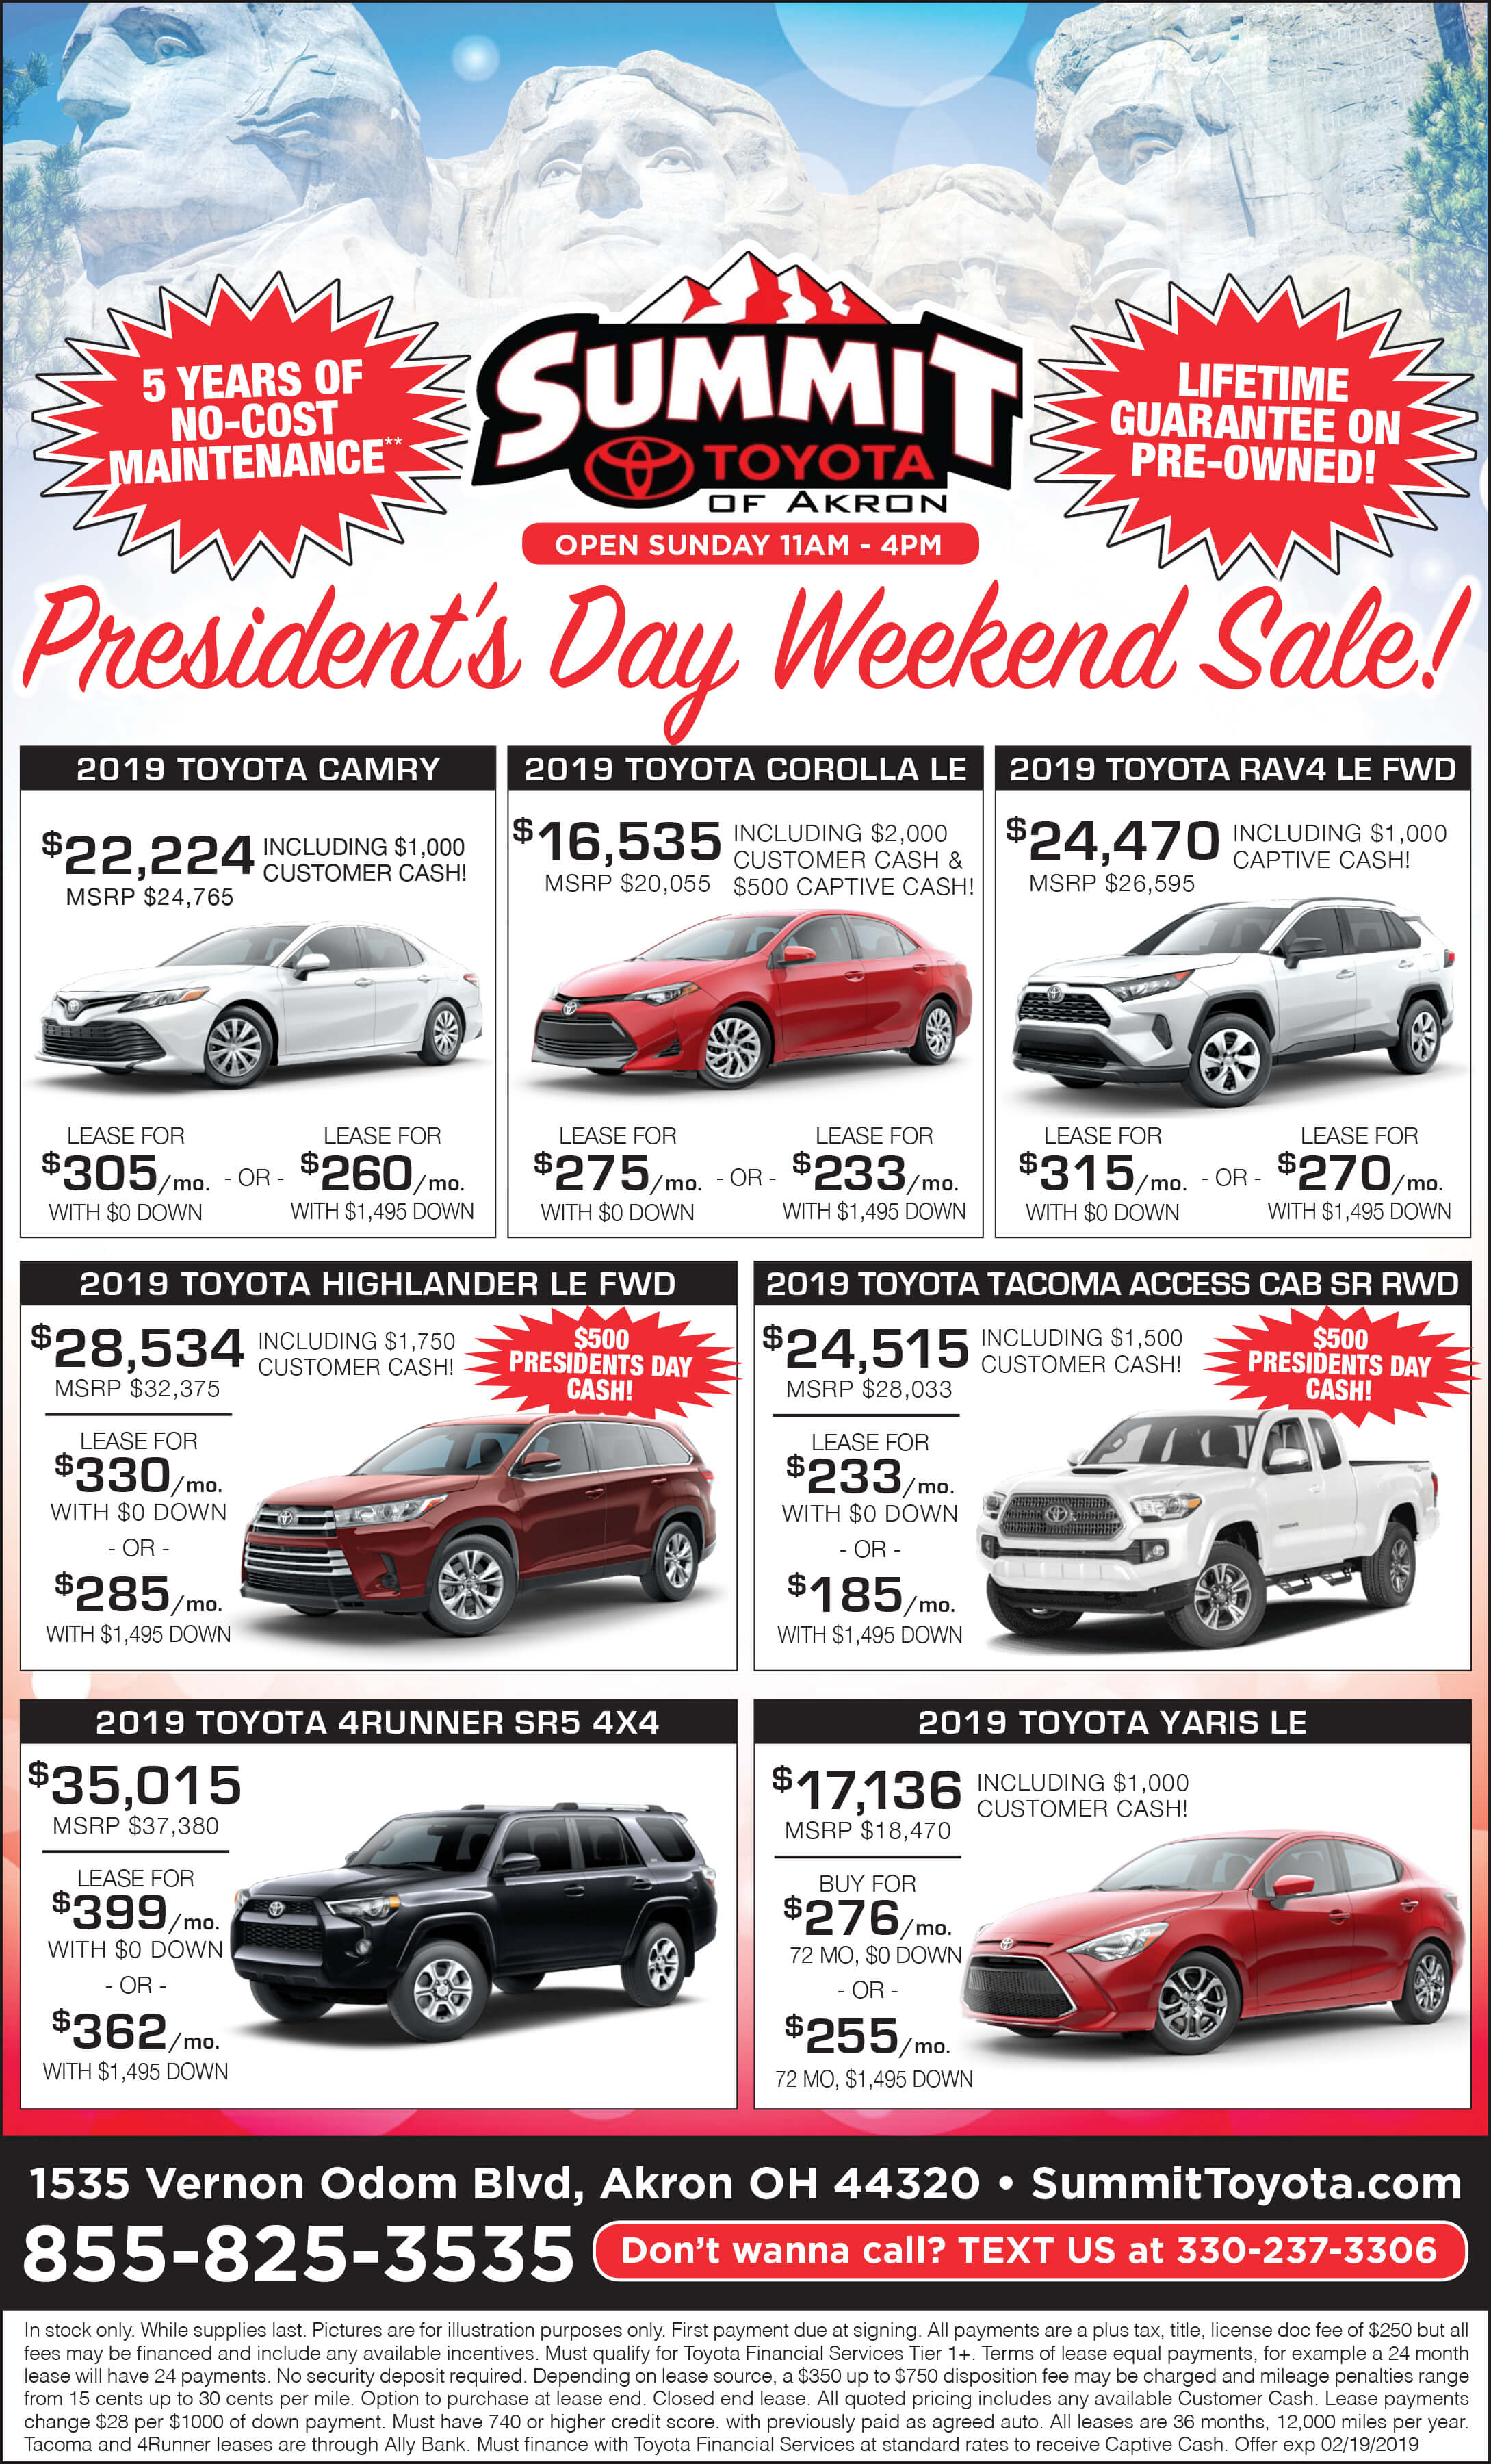 5 YEARS OF
NO-COST
MAINTENANCE**
SUMMIT
TOYOTA
OF AKRON
LIFETIME
GUARANTEE ON
PRE-OWNED!
OPEN SUNDAY 11AM - 4PM
President's Day Weekend Sale!
2019 TOYOTA CAMRY
$22,224 INCLUDING $1,000
CUSTOMER CASH!
MSRP $24,765
LEASE FOR
$305/mo.
WITH $0 DOWN
- OR -
LEASE FOR
$260/mo.
WITH $1,495 DOWN
2019 TOYOTA COROLLA LE
$16,535 INCLUDING $2,000
CUSTOMER CASH &
MSRP $20,055 $500 CAPTIVE CASH!
LEASE FOR
$275/mo.
WITH $0 DOWN
- OR -
LEASE FOR
$233/mo.
WITH $1,495 DOWN
2019 TOYOTA RAV4 LE FWD
$24,470 INCLUDING $1,000
CAPTIVE CASH!
MSRP $26,595
LEASE FOR
$315/mo.
WITH $0 DOWN
- OR -
LEASE FOR
$270/mo.
WITH $1,495 DOWN
2019 TOYOTA HIGHLANDER LE FWD
$28,534 INCLUDING $1,750
CUSTOMER CASH!
MSRP $32,375
$500
PRESIDENTS DAY
CASH!
LEASE FOR
$330/mo.
WITH $0 DOWN
- OR -
$285/mo.
WITH $1,495 DOWN
2019 TOYOTA TACOMA ACCESS CAB SR RWD
$24,515 INCLUDING $1,500
CUSTOMER CASH!
MSRP $28,033
$500
PRESIDENTS DAY
CASH!
LEASE FOR
$233/mo.
WITH $0 DOWN
- OR -
$185/mo.
WITH $1,495 DOWN
2019 TOYOTA 4RUNNER SR5 4X4
$35,015
MSRP $37,380
LEASE FOR
$399/mo.
WITH $0 DOWN
- OR -
$362/mo.
WITH $1,495 DOWN
2019 TOYOTA YARIS LE
$17,136 INCLUDING $1,000
CUSTOMER CASH!
MSRP $18,470
BUY FOR
$276/mo.
72 MO, $0 DOWN
- OR -
$255/mo.
72 MO, $1,495 DOWN
1535 Vernon Odom Blvd, Akron OH 44320 • SummitToyota.com
855-825-3535 Don't wanna call? TEXT US at 330-237-3306
In stock only. While supplies last. Pictures are for illustration purposes only. First payment due at signing. All payments are a plus tax, title, license doc fee of $250 but all
fees may be financed and include any available incentives. Must qualify for Toyota Financial Services Tier 1+. Terms of lease equal payments, for example a 24 month
lease will have 24 payments. No security deposit required. Depending on lease source, a $350 up to $750 disposition fee may be charged and mileage penalties range
from 15 cents up to 30 cents per mile. Option to purchase at lease end. Closed end lease. All quoted pricing includes any available Customer Cash. Lease payments
change $28 per $1000 of down payment. Must have 740 or higher credit score. with previously paid as agreed auto. All leases are 36 months, 12,000 miles per year.
Tacoma and 4Runner leases are through Ally Bank. Must finance with Toyota Financial Services at standard rates to receive Captive Cash. Offer exp 02/19/2019